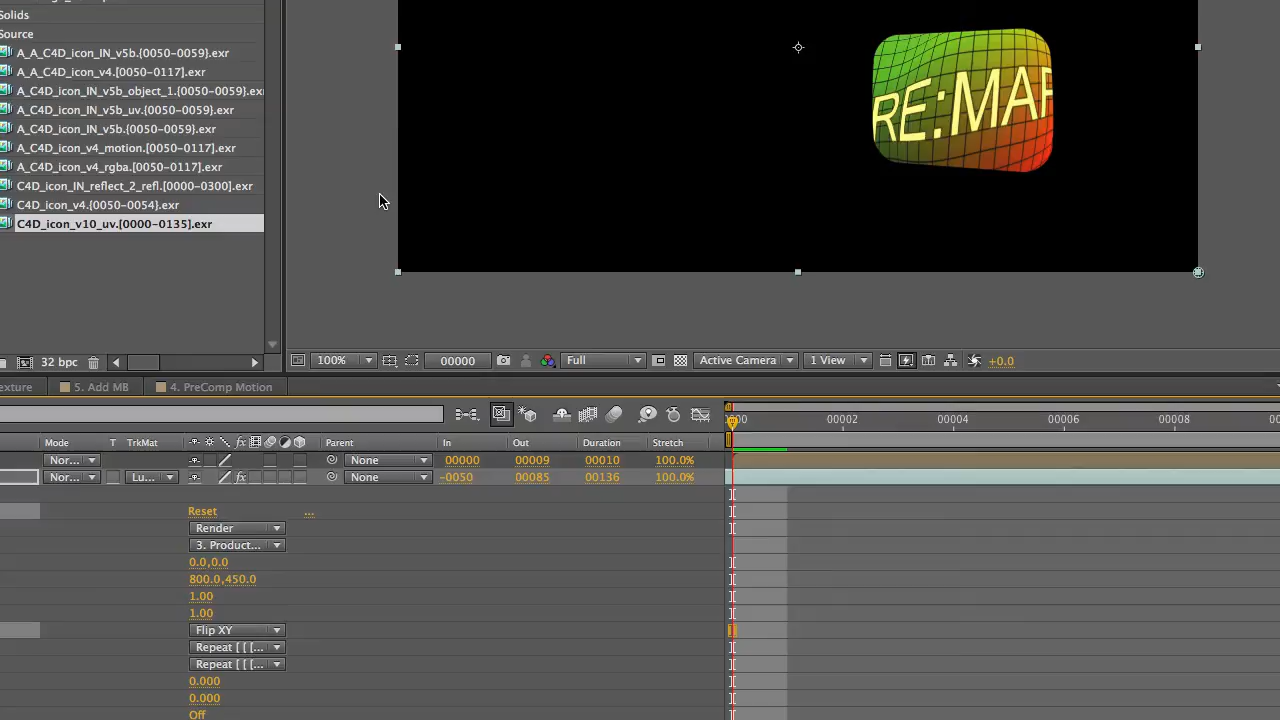 Solids
Source
A_A_C4D_icon_IN_v5b.{0050-0059}.exr
A_A_C4D_icon_v4.[0050-0117].exr
A_C4D_icon_IN_v5b_object_1.{0050-0059}.ex
A_C4D_icon_IN_v5b_uv.{0050-0059}.exr
A_C4D_icon_IN_v5b.{0050-0059}.exr
A_C4D_icon_v4_motion.[0050-0117].exr
A_C4D_icon_v4_rgba.[0050-0117].exr
C4D_icon_IN_reflect_2_refl.[0000-0300].exr
C4D_icon_v4.{0050-0054}.exr
C4D_icon_v10_uv.[0000-0135].exr
RE:MAP
32 bpc
100%
00000
Full
Active Camera
1 View
+0.0
exture
5. Add MB
4. PreComp Motion
00002
00004
00006
00008
Mode T TrkMat fx Parent In Out Duration Stretch
Nor... None 00000 00009 00010 100.0%
Nor... Lu... fx None -0050 00085 00136 100.0%
Reset ...
Render
3. Product...
0.0,0.0
800.0,450.0
1.00
1.00
Flip XY
Repeat [ [ [...
Repeat [ [ [...
0.000
0.000
Off